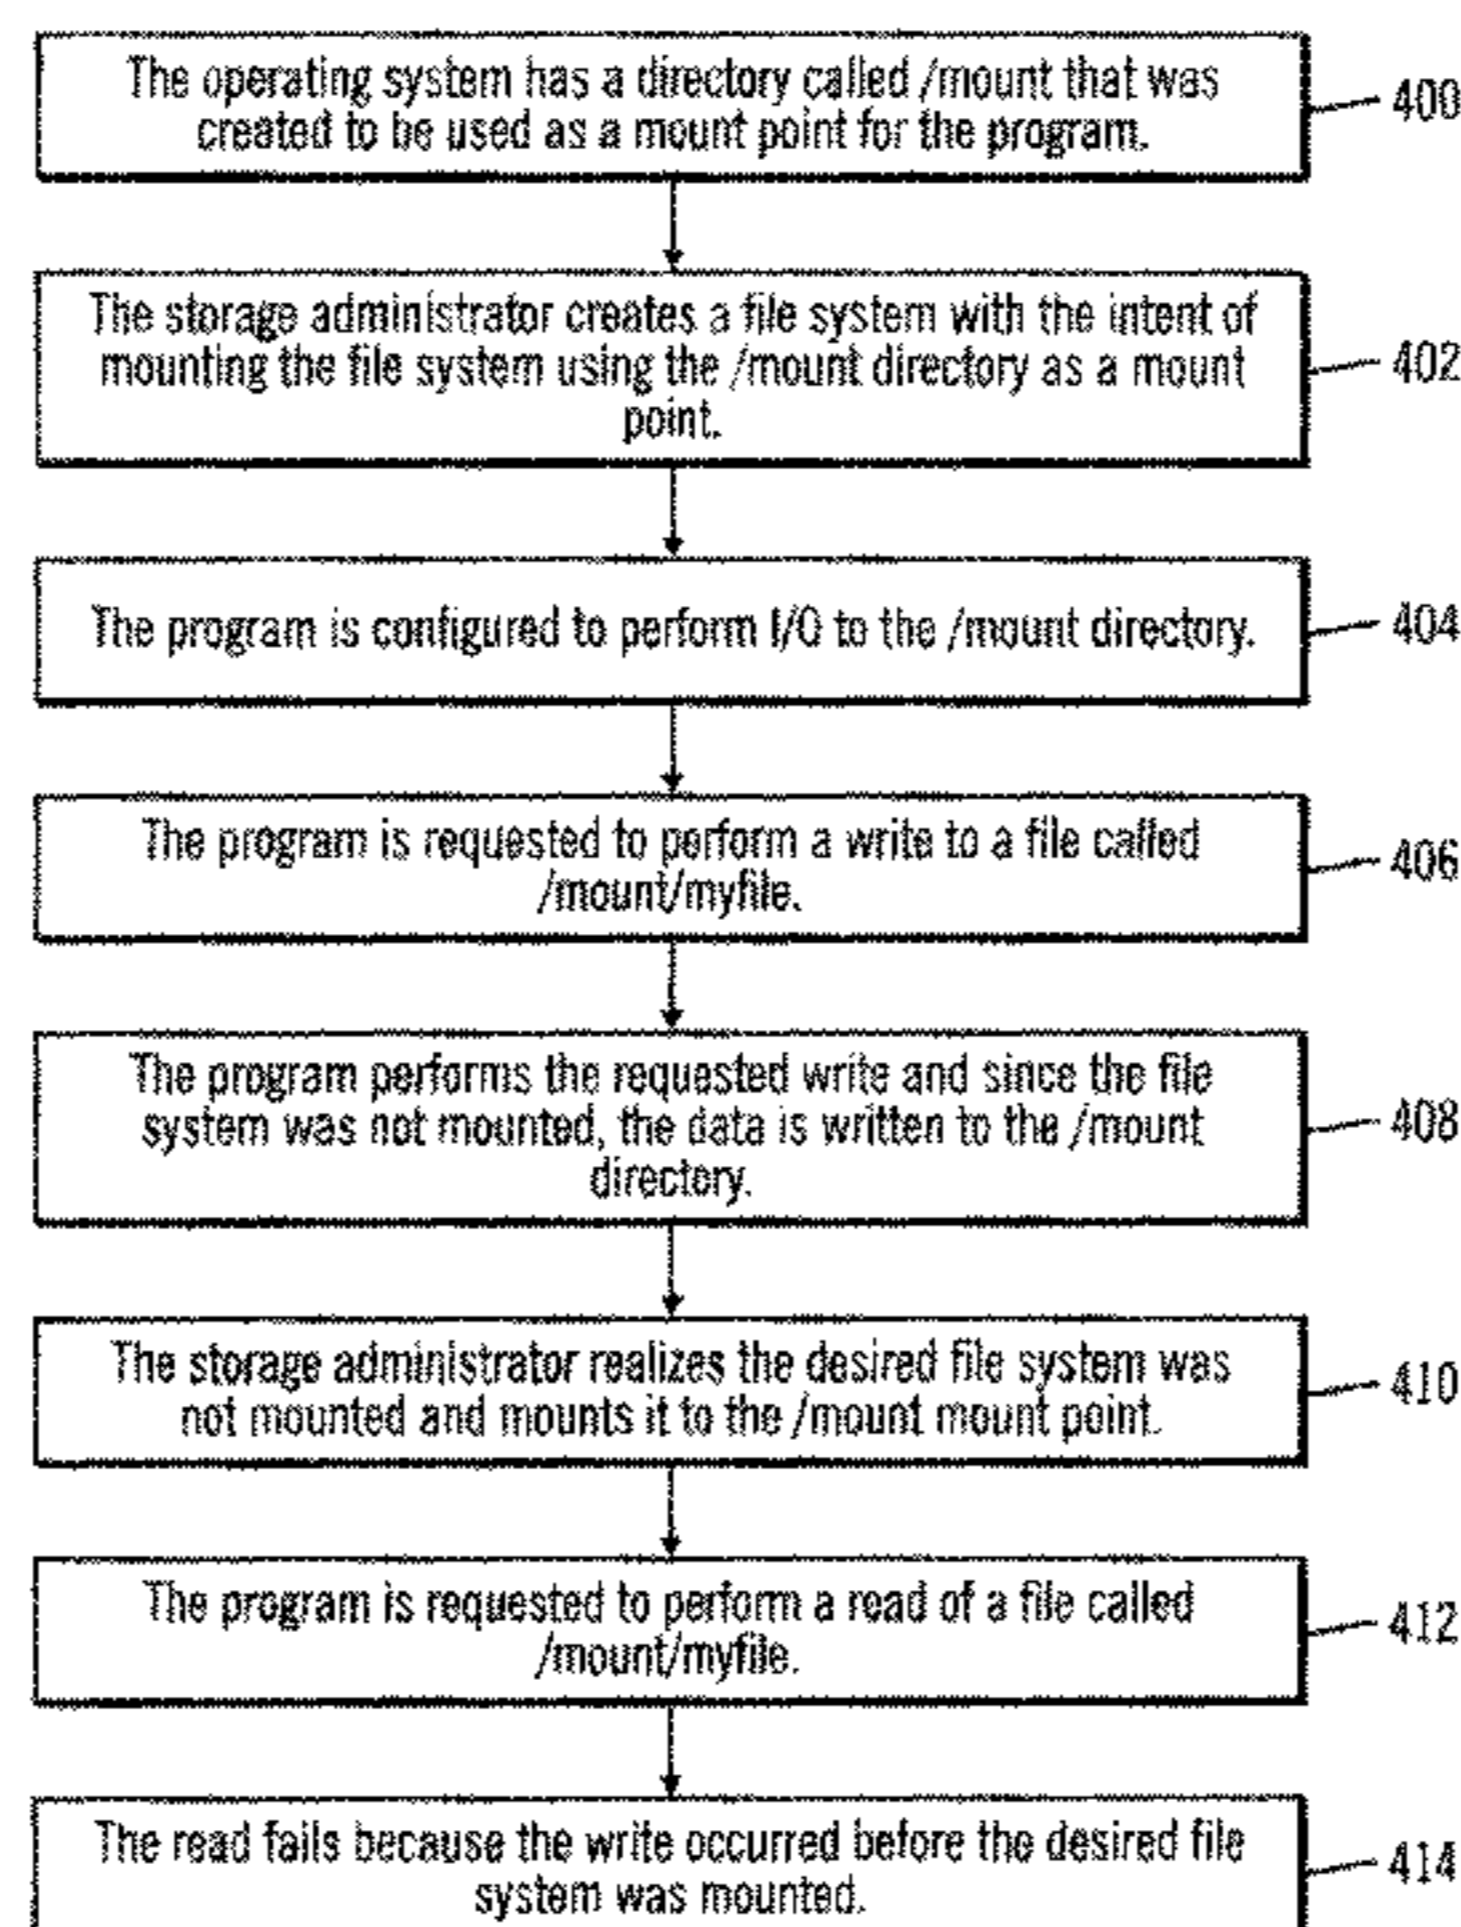 The operating system has a directory called /mount that was
created to be used as a mount point for the program.
400
The storage administrator creates a file system with the intent of
mounting the file system using the /mount directory as a mount
point.
402
The program is configured to perform I/O to the /mount directory.
404
The program is requested to perform a write to a file called
/mount/myfile.
406
The program performs the requested write and since the file
system was not mounted, the data is written to the /mount
directory.
408
The storage administrator realizes the desired file system was
not mounted and mounts it to the /mount mount point.
410
The program is requested to perform a read of a file called
/mount/myfile.
412
The read fails because the write occurred before the desired file
system was mounted.
414